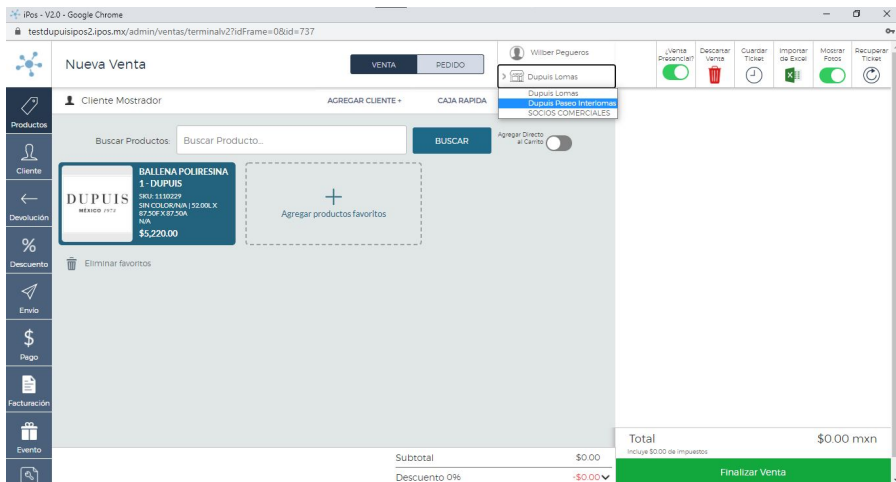 iPos - V2.0 - Google Chrome
testdupuisipos2.ipos.mx/admin/ventas/terminalv2?idFrame=0&id=737
Nueva Venta
VENTA
PEDIDO
Wilber Pegueros
Dupuis Lomas
Dupuis Lomas
Dupuis Paseo Interlomas
SOCIOS COMERCIALES
¿Venta
Presencial?
Descartar
Venta
Guardar
Ticket
Importar
de Excel
Mostrar
Fotos
Recuperar
Ticket
Productos
Cliente
Devolución
Descuento
Envío
Pago
Facturación
Evento
Cliente Mostrador
AGREGAR CLIENTE +
CAJA RAPIDA
Buscar Productos:
Buscar Producto...
BUSCAR
Agregar Directo
al Carrito
DUPUIS
MÉXICO 1972
BALLENA POLIRESINA
1 - DUPUIS
SKU: 1110229
SIN COLOR/N/A | 52.00L X
87.50F X 87.50A
N/A
$5,220.00
Agregar productos favoritos
Eliminar favoritos
Subtotal
$0.00
Descuento 0%
-$0.00
Total
$0.00 mxn
Incluye $0.00 de impuestos
Finalizar Venta